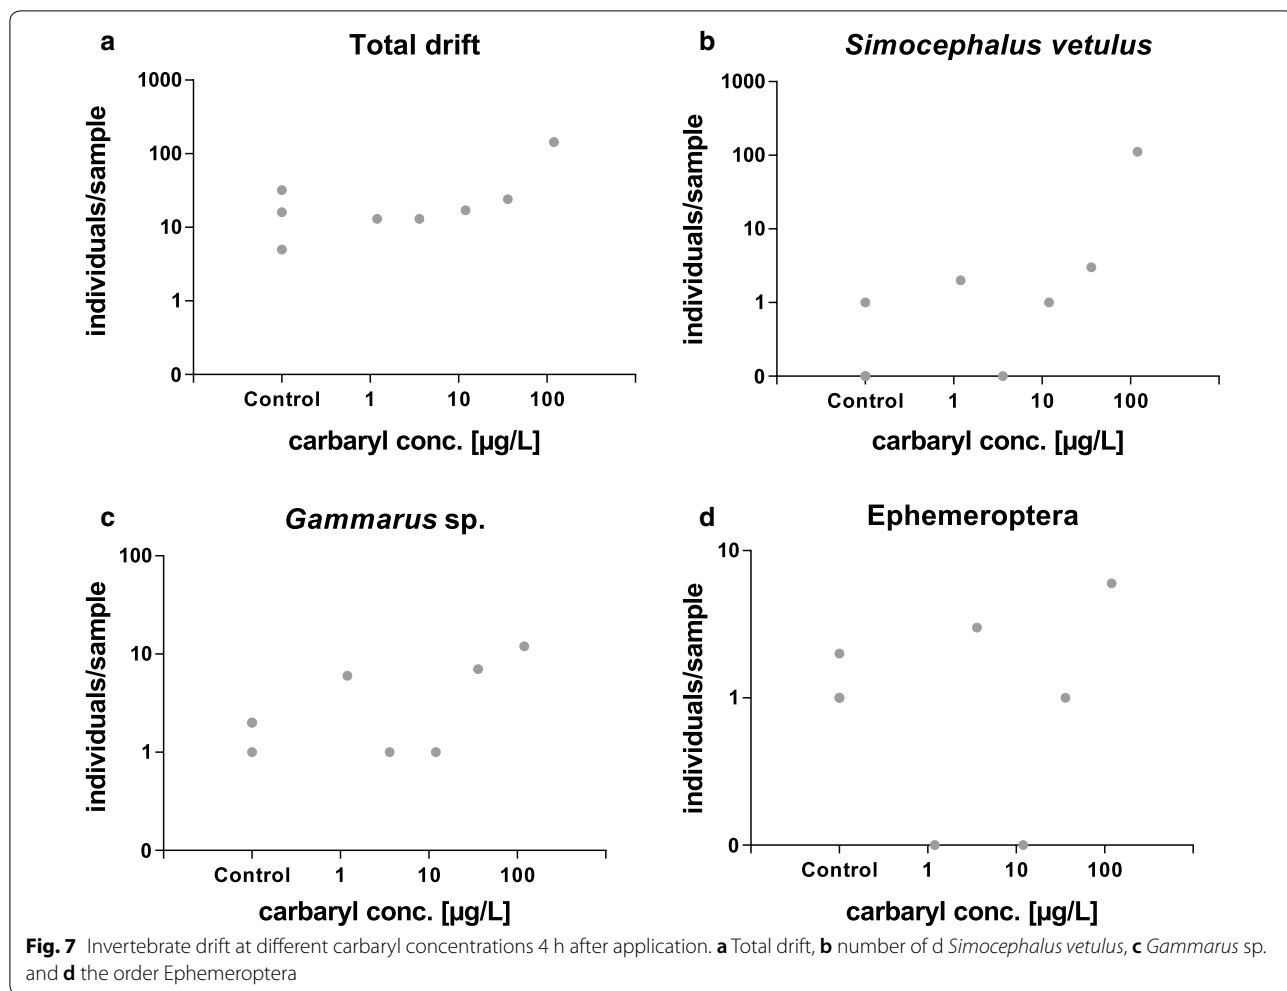 a
Total drift
individuals/sample
1000
100
10
1
0
Control 1 10 100
carbaryl conc. [µg/L]
b
Simocephalus vetulus
individuals/sample
1000
100
10
1
0
Control 1 10 100
carbaryl conc. [µg/L]
c
Gammarus sp.
individuals/sample
100
10
1
0
Control 1 10 100
carbaryl conc. [µg/L]
d
Ephemeroptera
individuals/sample
10
1
0
Control 1 10 100
carbaryl conc. [µg/L]
Fig. 7 Invertebrate drift at different carbaryl concentrations 4 h after application. a Total drift, b number of d Simocephalus vetulus, c Gammarus sp.
and d the order Ephemeroptera